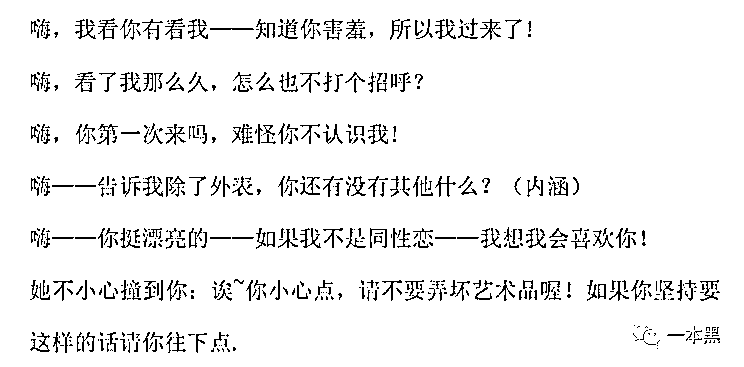 嗨，我看你有看我——知道你害羞，所以我过来了！
嗨，看了我那么久，怎么也不打个招呼？
嗨，你第一次来吗，难怪你不认识我！
嗨——告诉我除了外表，你还有没有其他什么？（内涵）
嗨——你挺漂亮的——如果我不是同性恋——我想我会喜欢你！
她不小心撞到你：诶~你小心点，请不要弄坏艺术品喔！如果你坚持要
这样的话请你往下点.
一本黑